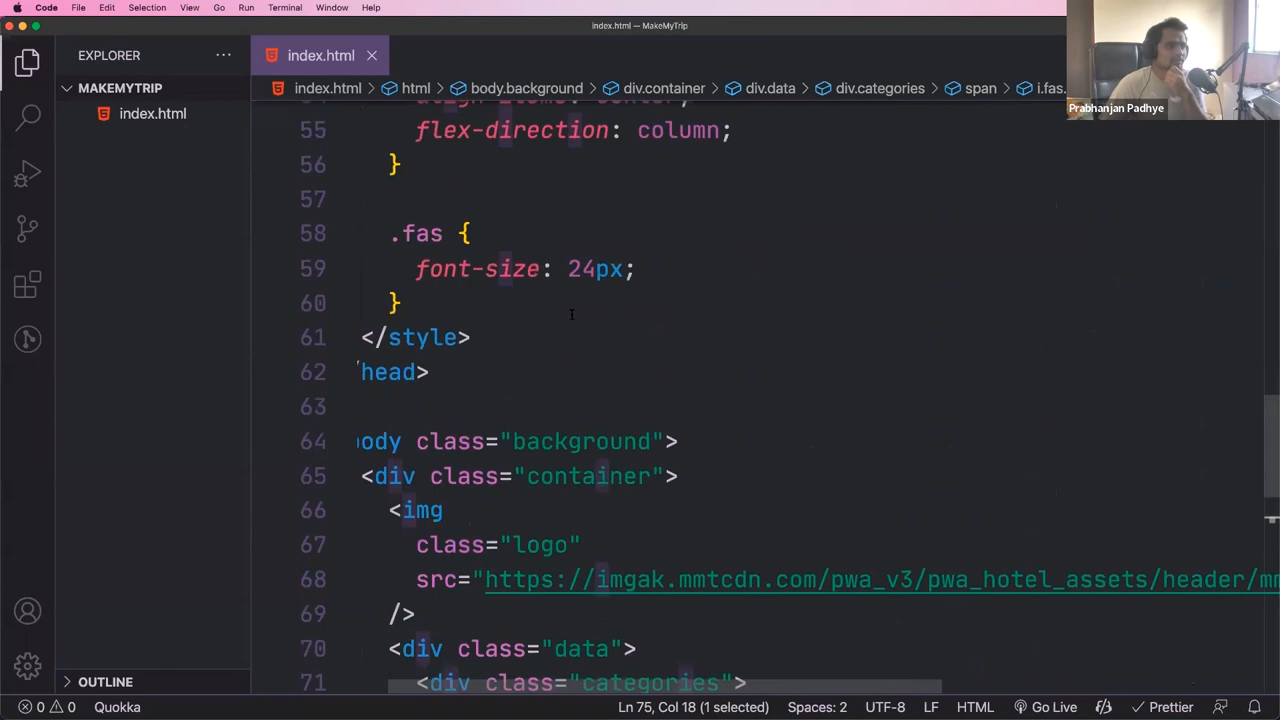 Code File Edit Selection View Go Run Terminal Window Help
index.html — MakeMyTrip
Prabhanjan Padhye
EXPLORER
index.html
MAKEMYTRIP
index.html
index.html > html > body.background > div.container > div.data > div.categories > span > i.fas.
55 flex-direction: column;
56 }
57
58 .fas {
59 font-size: 24px;
60 }
61 </style>
62 head>
63
64 ody class="background">
65 <div class="container">
66 <img
67 class="logo"
68 src="https://imgak.mmtcdn.com/pwa_v3/pwa_hotel_assets/header/m
69 />
70 <div class="data">
71 <div class="categories">
OUTLINE
0 0 Quokka Ln 75, Col 18 (1 selected) Spaces: 2 UTF-8 LF HTML Go Live Prettier